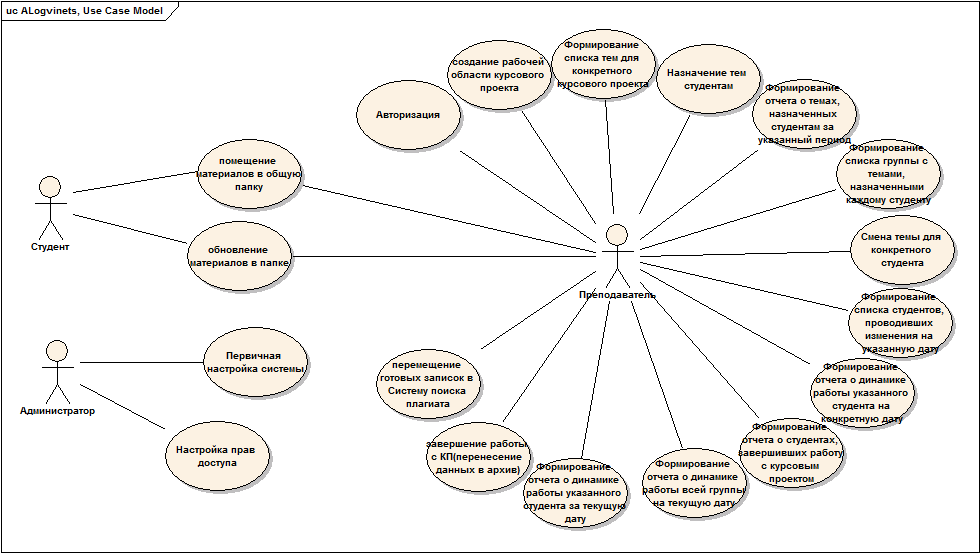 uc ALogvinets, Use Case Model
Авторизация
создание рабочей
области курсового
проекта
Формирование
списка тем для
конкретного
курсового проекта
Назначение тем
студентам
Формирование
отчета о темах,
назначенных
студентам за
указанный период
Формирование
списка группы с
темами,
назначенными
каждому студенту
Смена темы для
конкретного
студента
Формирование
списка студентов,
проводивших
изменения на
указанную дату
Формирование
отчета о динамике
работы указанного
студента на
конкретную дату
Формирование
отчета о студентах,
завершивших работу
с курсовым
проектом
Формирование
отчета о динамике
работы всей группы
на текущую дату
Формирование
отчета о динамике
работы указанного
студента за текущую
дату
завершение работы
с КП(перенесение
данных в архив)
перемещение
готовых записок в
Систему поиска
плагиата
Преподаватель
помещение
материалов в общую
папку
обновление
материалов в папке
Студент
Первичная
настройка системы
Настройка прав
доступа
Администратор